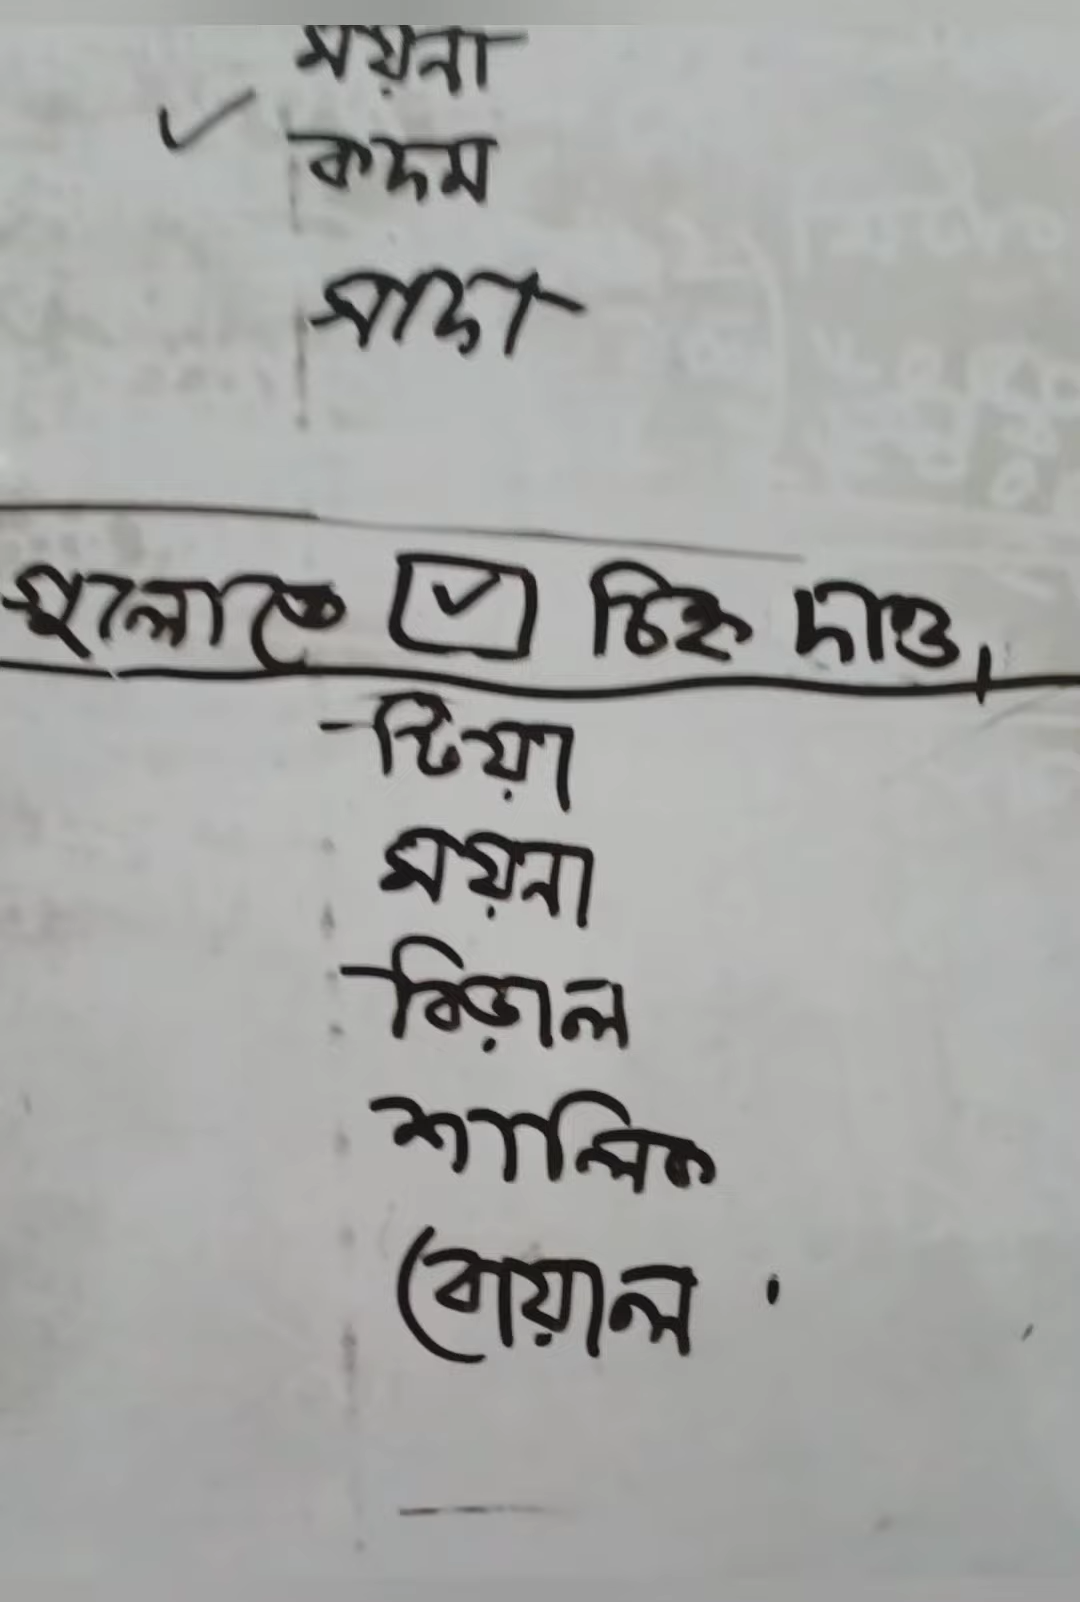 ময়না
✓ কদম
গাদা
গুলোতে ☑ চিহ্ন দাও।
টিয়া
ময়না
বিড়াল
শালিক
বোয়াল